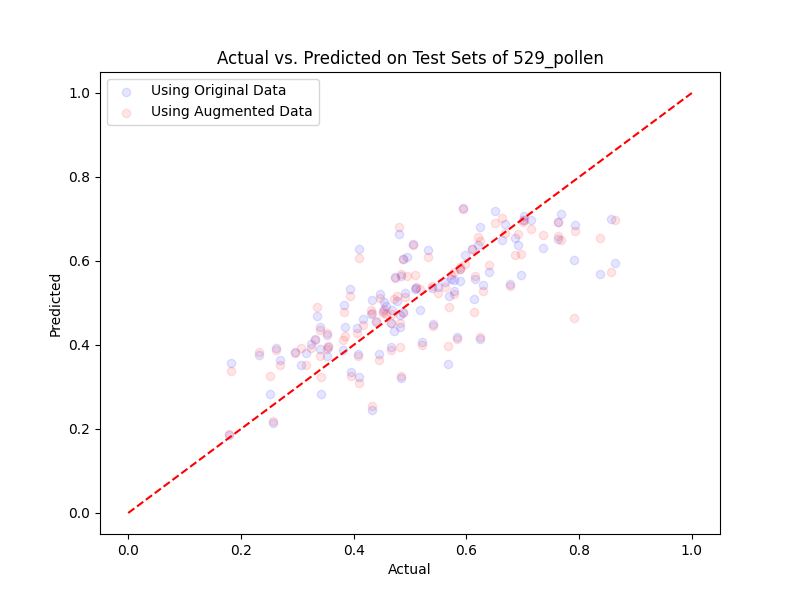 Actual vs. Predicted on Test Sets of 529_pollen
Using Original Data
Using Augmented Data
1.0
0.8
0.6
0.4
0.2
0.0
Predicted
0.0 0.2 0.4 0.6 0.8 1.0
Actual